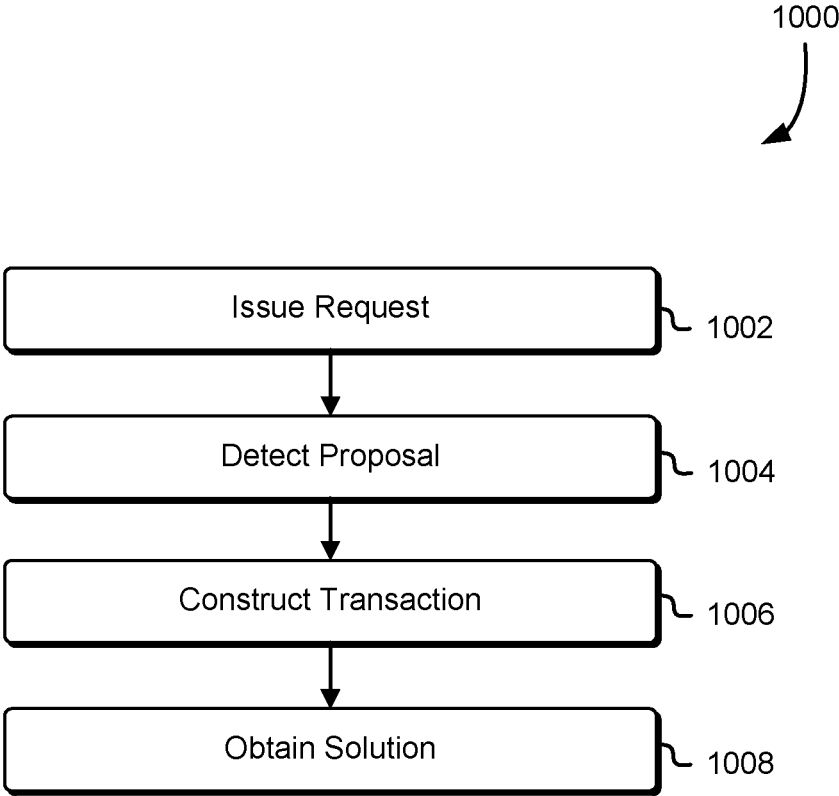 1000
Issue Request
1002
Detect Proposal
1004
Construct Transaction
1006
Obtain Solution
1008